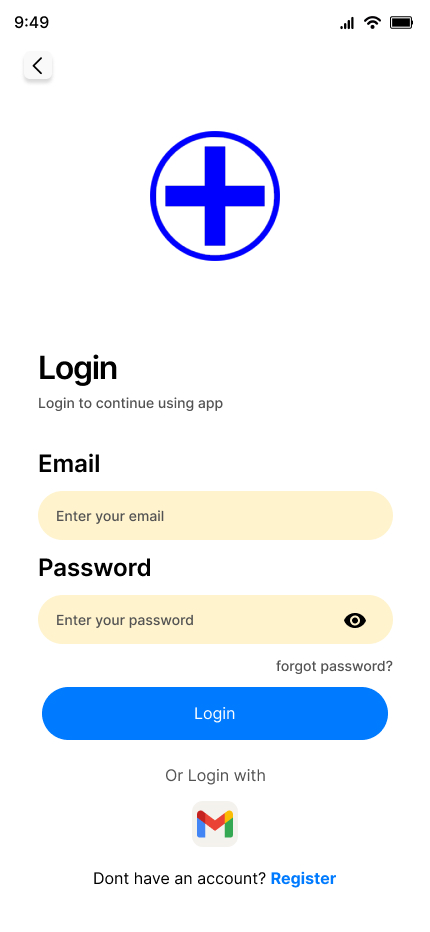 9:49
Login
Login to continue using app
Email
Enter your email
Password
Enter your password
forgot password?
Login
Or Login with
Dont have an account? Register